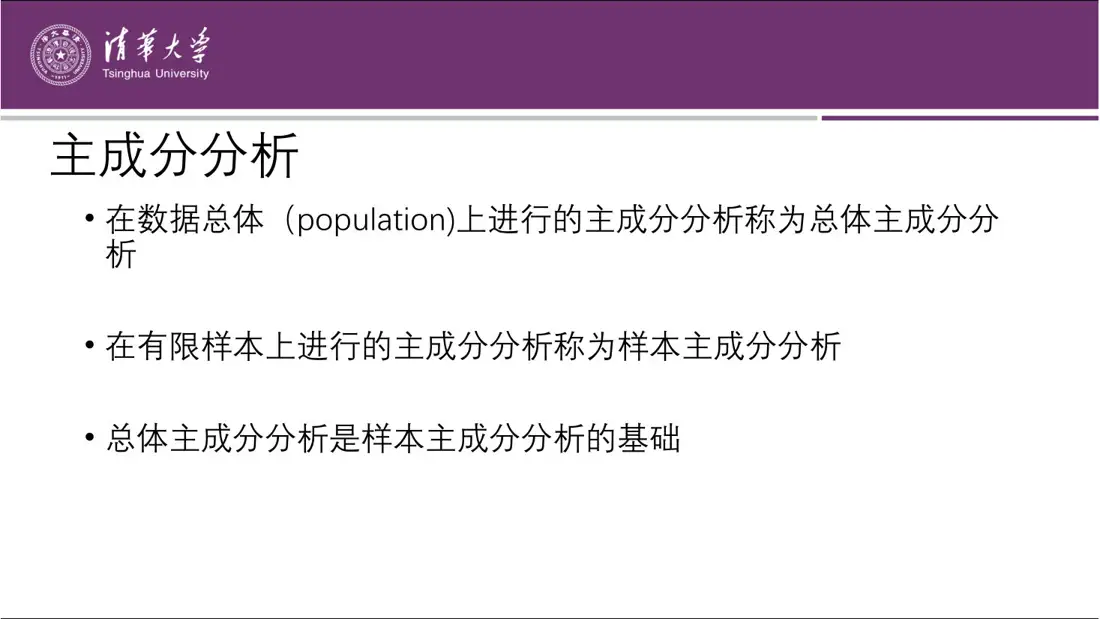 清华大学
Tsinghua University
主成分分析
• 在数据总体（population)上进行的主成分分析称为总体主成分分
析
• 在有限样本上进行的主成分分析称为样本主成分分析
• 总体主成分分析是样本主成分分析的基础